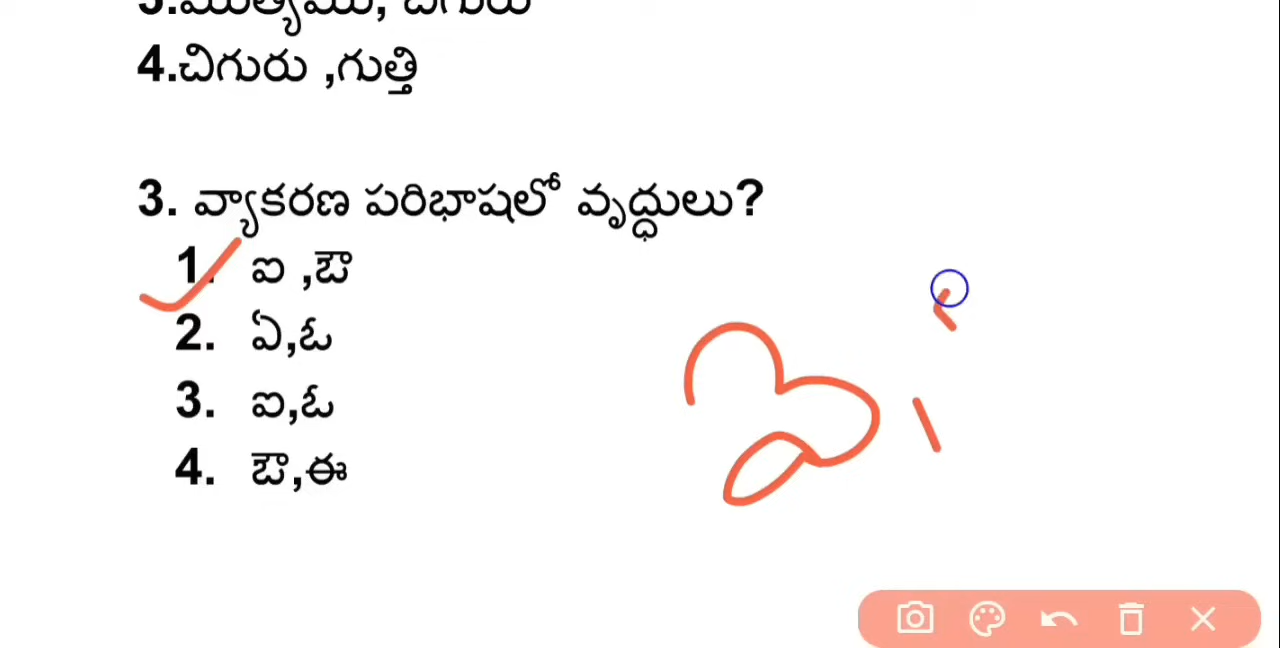 4.చిగురు ,గుత్తి
3. వ్యాకరణ పరిభాషలో వృద్ధులు?
1. ఐ ,ఔ
2. ఏ,ఓ
3. ఐ,ఓ
4. ఔ,ఈ